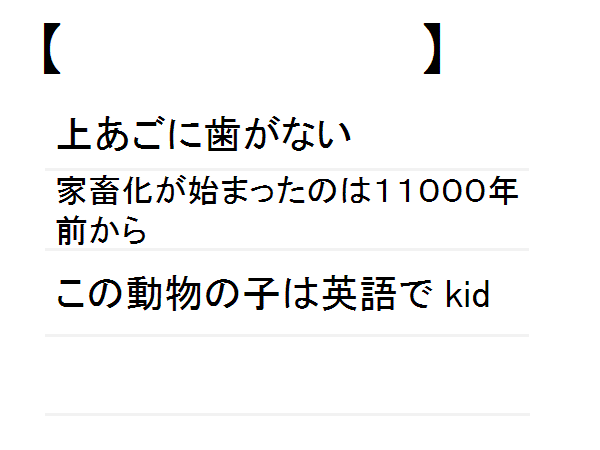 【　　　　　　　　　】
上あごに歯がない
家畜化が始まったのは１１０００年
前から
この動物の子は英語で kid